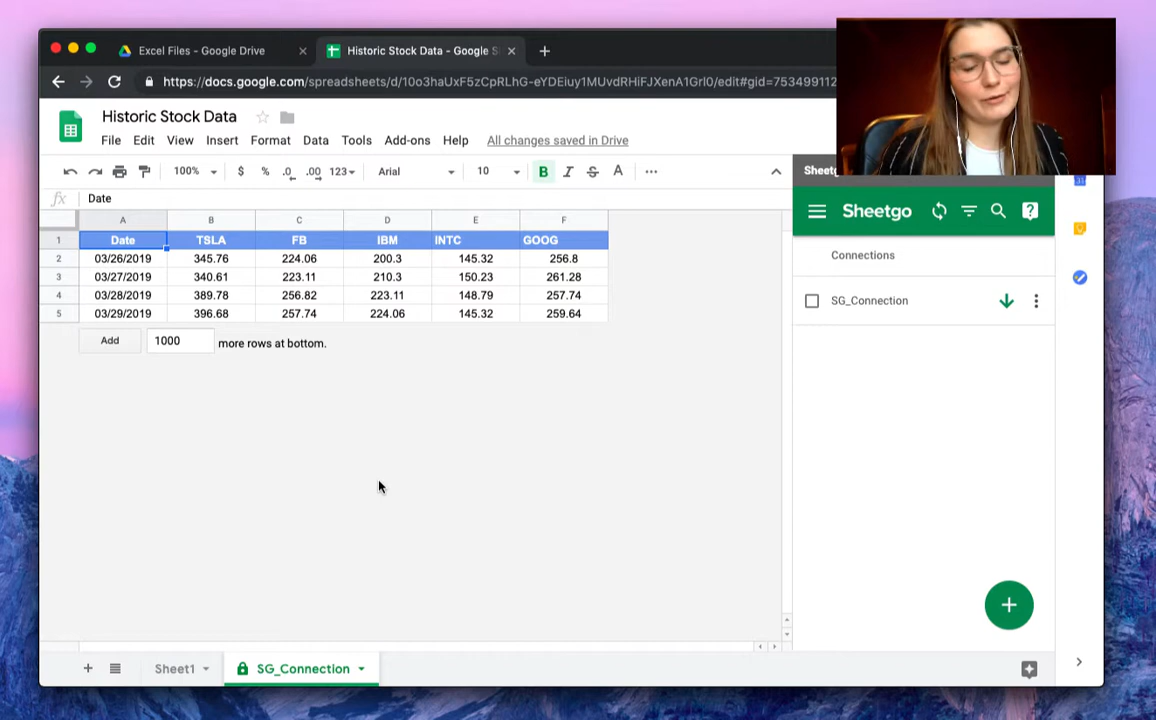 Excel Files - Google Drive
Historic Stock Data - Google S
https://docs.google.com/spreadsheets/d/10o3haUxF5zCpRLhG-eYDEiuy1MUvdRHiFJXenA1GrI0/edit#gid=753499112
Historic Stock Data
File Edit View Insert Format Data Tools Add-ons Help All changes saved in Drive
100% $ % .0 .00 123 Arial 10 B I S A
Sheetgo
fx Date
A B C D E F
1 Date TSLA FB IBM INTC GOOG
2 03/26/2019 345.76 224.06 200.3 145.32 256.8
3 03/27/2019 340.61 223.11 210.3 150.23 261.28
4 03/28/2019 389.78 256.82 223.11 148.79 257.74
5 03/29/2019 396.68 257.74 224.06 145.32 259.64
Add 1000 more rows at bottom.
Connections
SG_Connection
Sheet1 SG_Connection